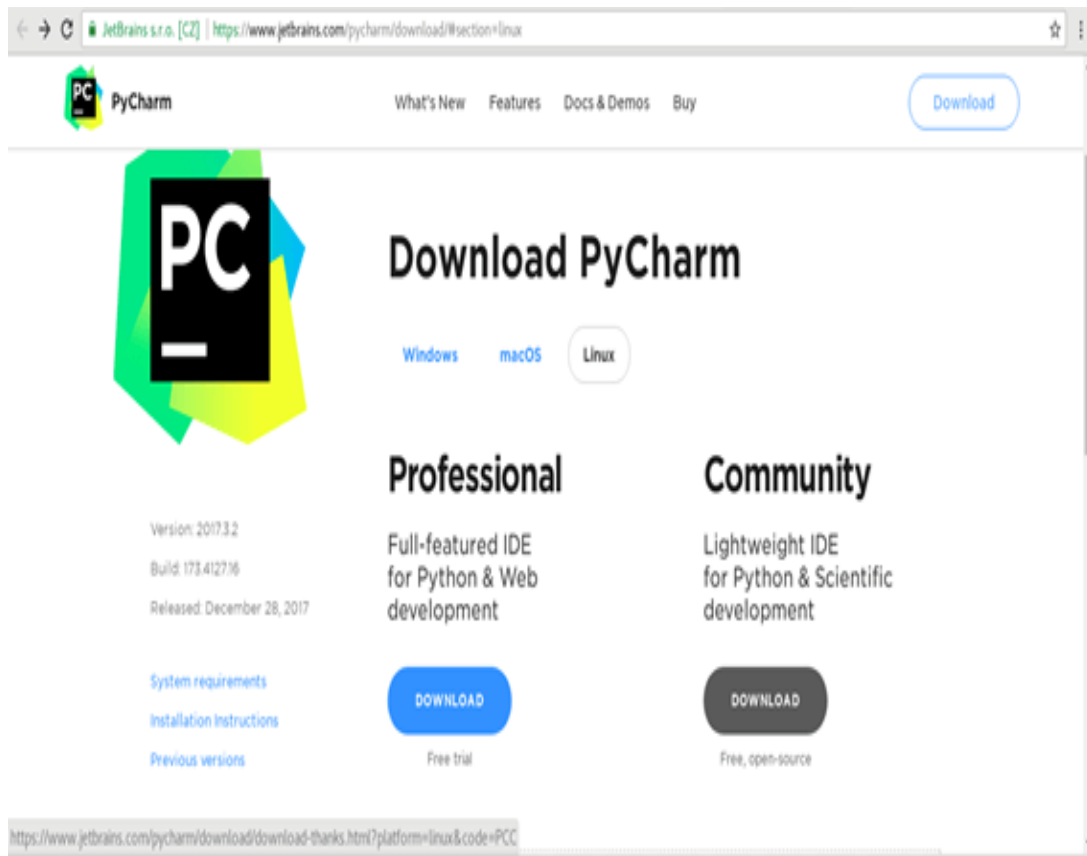 JetBrains s.r.o. [CZ] | https://www.jetbrains.com/pycharm/download/#section=linux
PC PyCharm What's New Features Docs & Demos Buy Download
PC
Download PyCharm
Windows macOS Linux
Professional
Full-featured IDE
for Python & Web
development
DOWNLOAD
Free trial
Community
Lightweight IDE
for Python & Scientific
development
DOWNLOAD
Free, open-source
Version: 2017.3.2
Build: 173.4127.16
Released: December 28, 2017
System requirements
Installation Instructions
Previous versions
https://www.jetbrains.com/pycharm/download/download-thanks.html?platform=linux&code=PCC